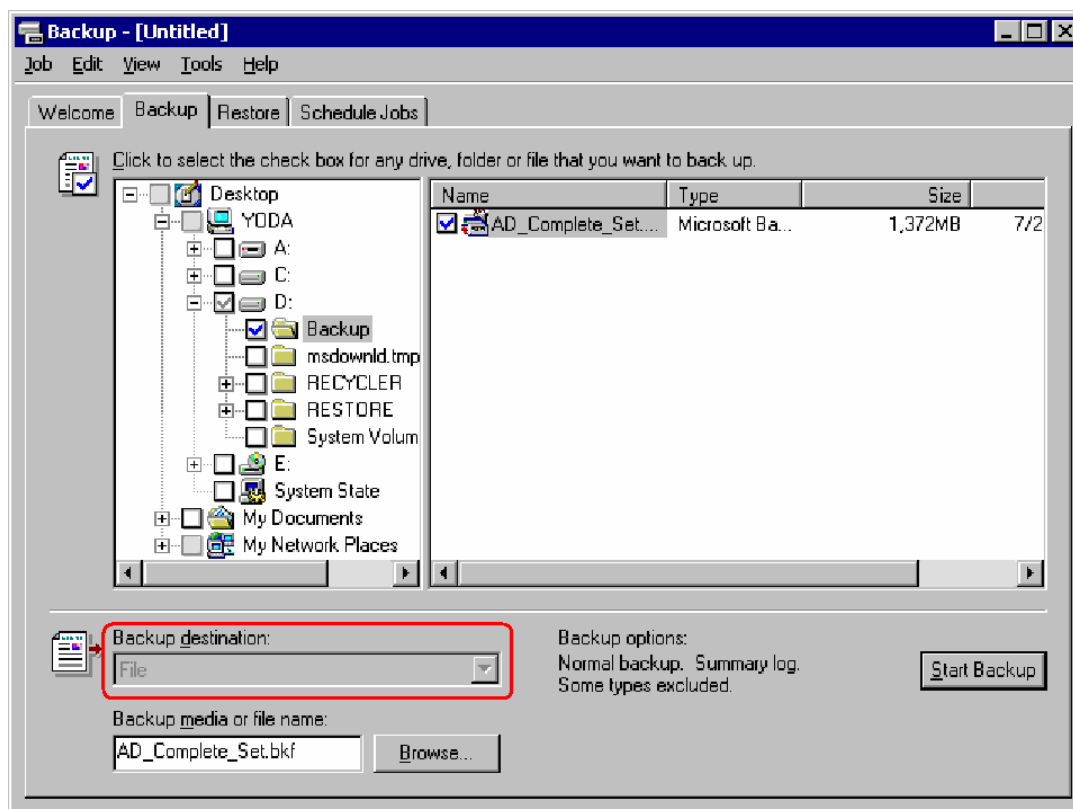 Backup - [Untitled]
Job Edit View Tools Help
Welcome Backup Restore Schedule Jobs
Click to select the check box for any drive, folder or file that you want to back up.
Desktop
YODA
A:
C:
D:
Backup
msdownld.tmp
RECYCLER
RESTORE
System Volum
E:
System State
My Documents
My Network Places
Name Type Size
AD_Complete_Set.... Microsoft Ba... 1,372MB 7/2
Backup destination:
File
Backup media or file name:
AD_Complete_Set.bkf Browse...
Backup options:
Normal backup. Summary log.
Some types excluded.
Start Backup